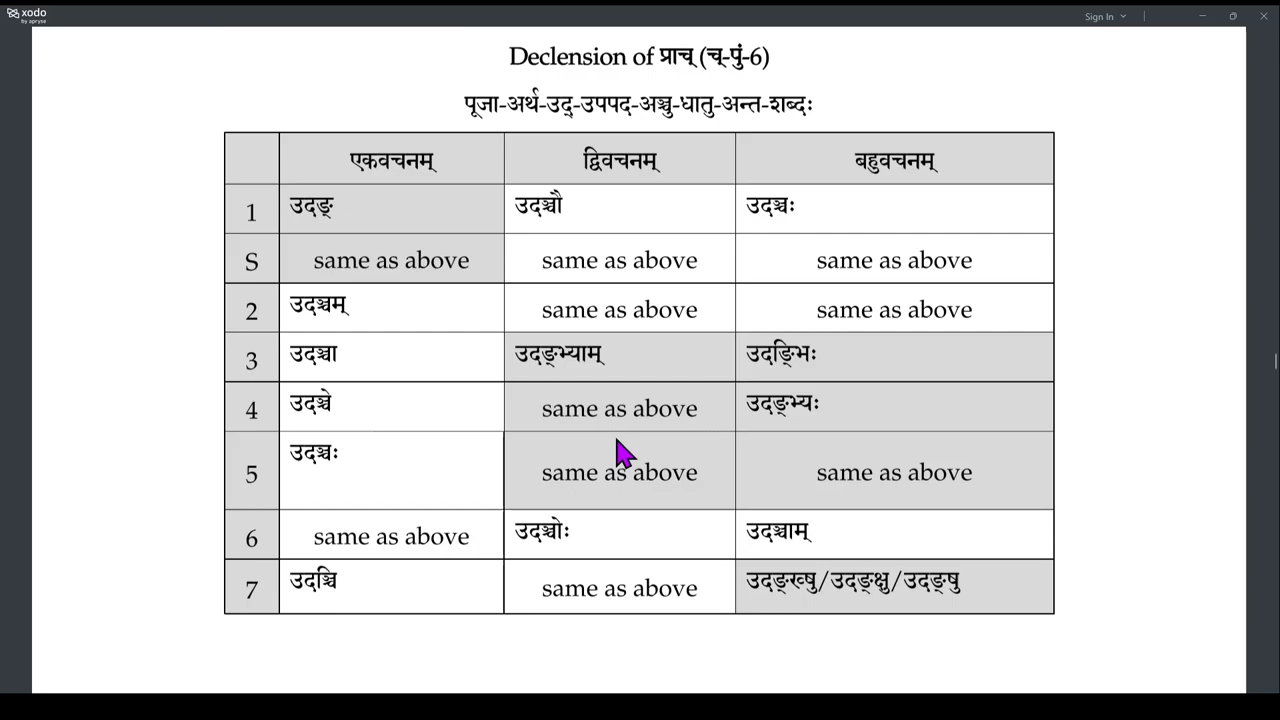 xodo
by apryse
Sign In
Declension of प्राच् (च्-पुं-6)
पूजा-अर्थ-उद्-उपपद-अञ्चु-धातु-अन्त-शब्दः
एकवचनम् द्विवचनम् बहुवचनम्
1 उदङ् उदञ्चौ उदञ्चः
S same as above same as above same as above
2 उदञ्चम् same as above same as above
3 उदञ्चा उदङ्भ्याम् उदङ्भिः
4 उदञ्चे same as above उदङ्भ्यः
5 उदञ्चः same as above same as above
6 same as above उदञ्चोः उदञ्चाम्
7 उदञ्चि same as above उदङ्ख्षु/उदङ्क्षु/उदङ्षु